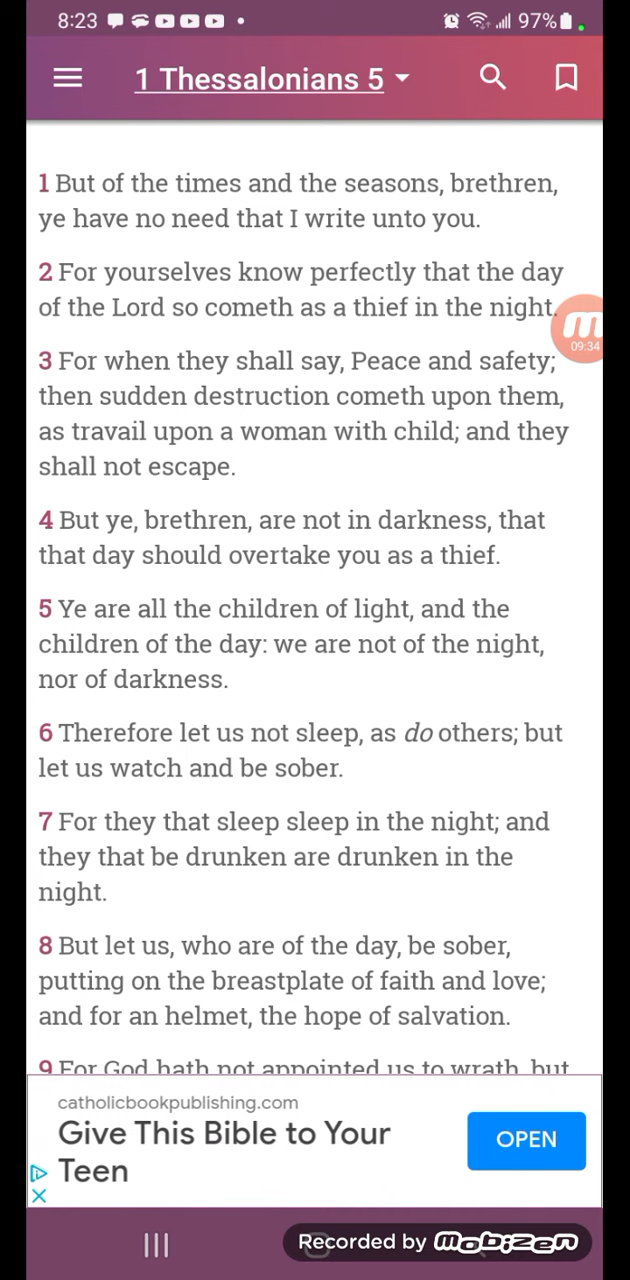 8:23
97%
1 Thessalonians 5
1 But of the times and the seasons, brethren,
ye have no need that I write unto you.
2 For yourselves know perfectly that the day
of the Lord so cometh as a thief in the night.
m
09:34
3 For when they shall say, Peace and safety;
then sudden destruction cometh upon them,
as travail upon a woman with child; and they
shall not escape.
4 But ye, brethren, are not in darkness, that
that day should overtake you as a thief.
5 Ye are all the children of light, and the
children of the day: we are not of the night,
nor of darkness.
6 Therefore let us not sleep, as do others; but
let us watch and be sober.
7 For they that sleep sleep in the night; and
they that be drunken are drunken in the
night.
8 But let us, who are of the day, be sober,
putting on the breastplate of faith and love;
and for an helmet, the hope of salvation.
9 For God hath not appointed us to wrath, but
catholicbookpublishing.com
Give This Bible to Your
Teen
OPEN
Recorded by mobizen